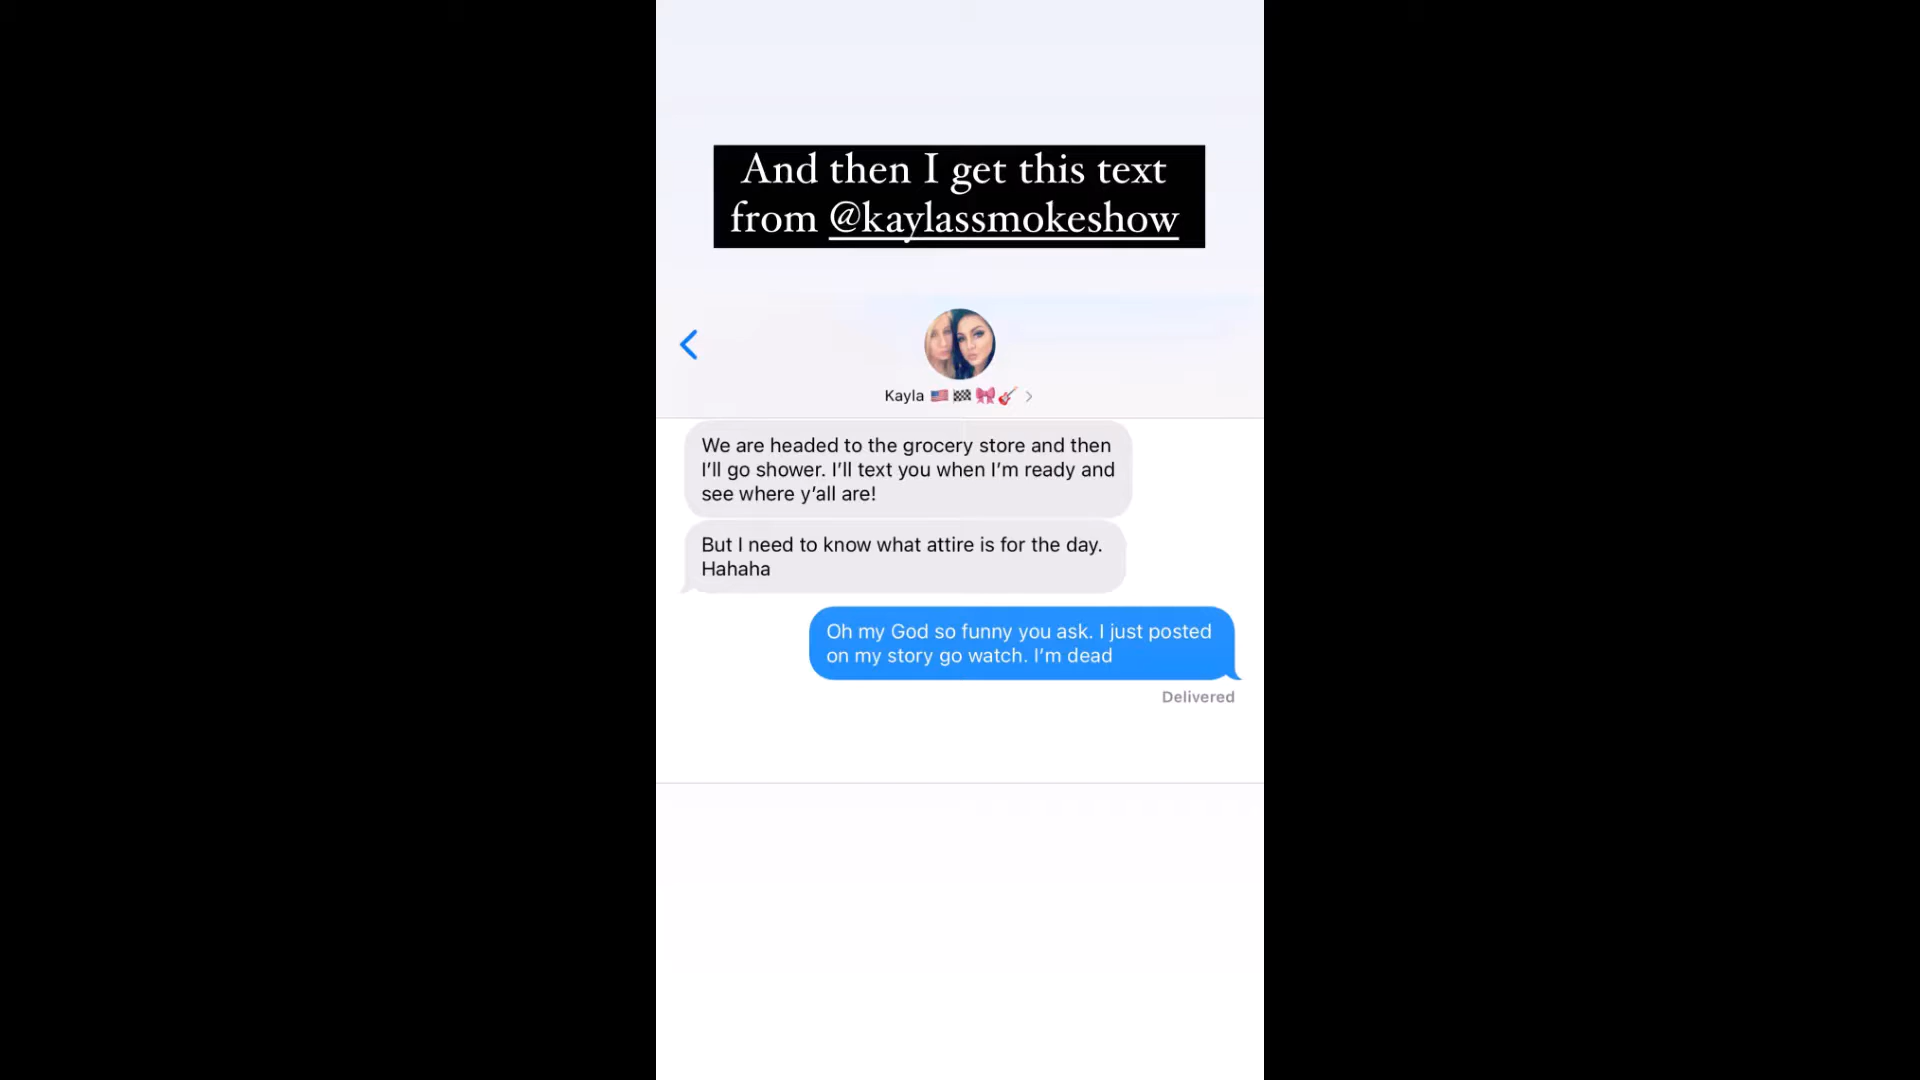 And then I get this text
from @kaylassmokeshow
Kayla 🇺🇸🏁🎀🎸
We are headed to the grocery store and then
I’ll go shower. I’ll text you when I’m ready and
see where y’all are!
But I need to know what attire is for the day.
Hahaha
Oh my God so funny you ask. I just posted
on my story go watch. I’m dead
Delivered